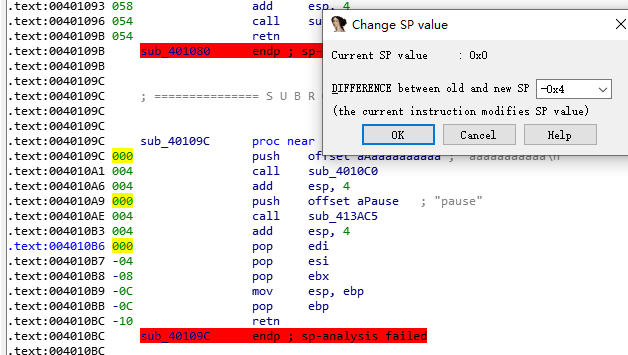 .text:00401093 058 add esp, 4
.text:00401096 054 call su
.text:0040109B 054 retn
.text:0040109B sub_401080 endp ; sp-
.text:0040109B
.text:0040109C
.text:0040109C ; =============== S U B R
.text:0040109C
.text:0040109C
.text:0040109C sub_40109C proc near
.text:0040109C 000 push offset aAaaaaaaaaaa ; "aaaaaaaaaaa\n"
.text:004010A1 004 call sub_4010C0
.text:004010A6 004 add esp, 4
.text:004010A9 000 push offset aPause ; "pause"
.text:004010AE 004 call sub_413AC5
.text:004010B3 004 add esp, 4
.text:004010B6 000 pop edi
.text:004010B7 -04 pop esi
.text:004010B8 -08 pop ebx
.text:004010B9 -0C mov esp, ebp
.text:004010BB -0C pop ebp
.text:004010BC -10 retn
.text:004010BC sub_40109C endp ; sp-analysis failed
.text:004010BC
Change SP value
Current SP value : 0x0
DIFFERENCE between old and new SP -0x4
(the current instruction modifies SP value)
OK Cancel Help